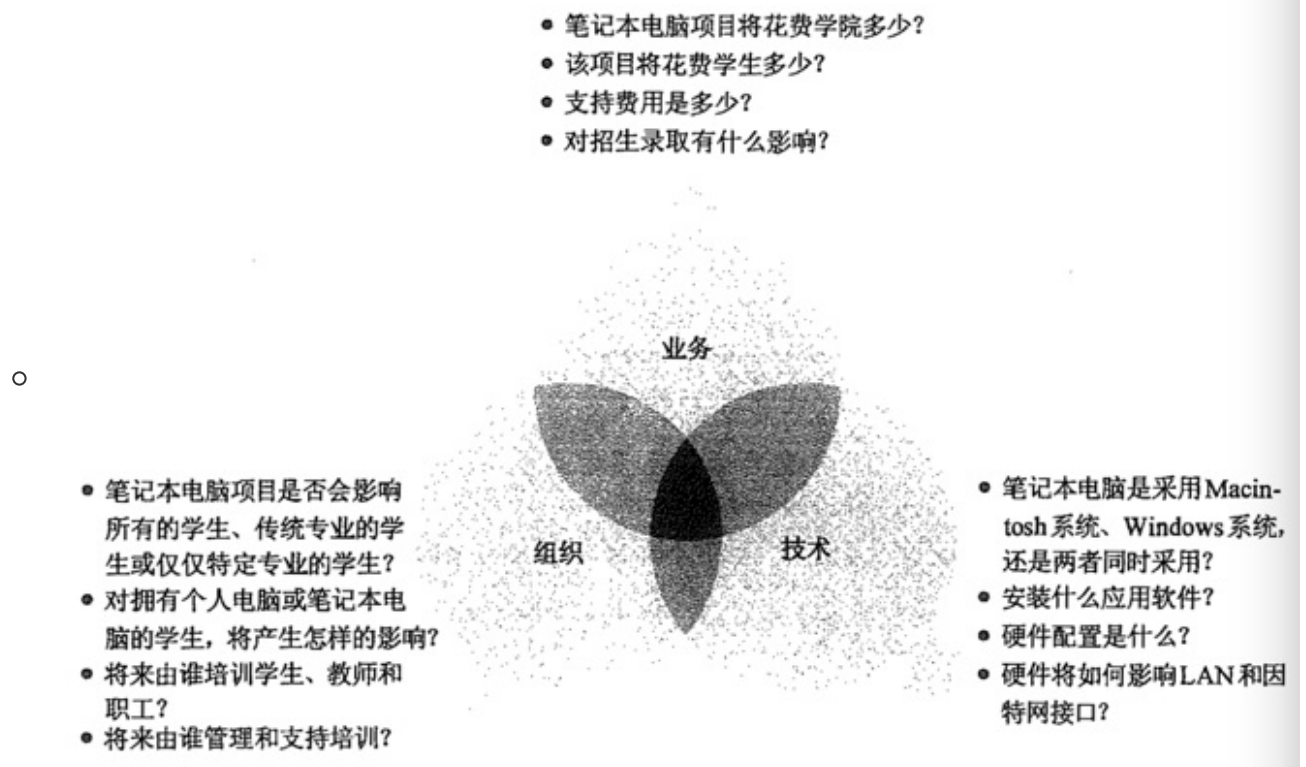 • 笔记本电脑项目将花费学院多少?
• 该项目将花费学生多少?
• 支持费用是多少?
• 对招生录取有什么影响?
业务
组织
技术
• 笔记本电脑项目是否会影响
所有的学生、传统专业的学
生或仅仅特定专业的学生?
• 对拥有个人电脑或笔记本电
脑的学生，将产生怎样的影响?
• 将来由谁培训学生、教师和
职工?
• 将来由谁管理和支持培训?
• 笔记本电脑是采用Macin-
tosh系统、Windows系统,
还是两者同时采用?
• 安装什么应用软件?
• 硬件配置是什么?
• 硬件将如何影响LAN和因
特网接口?